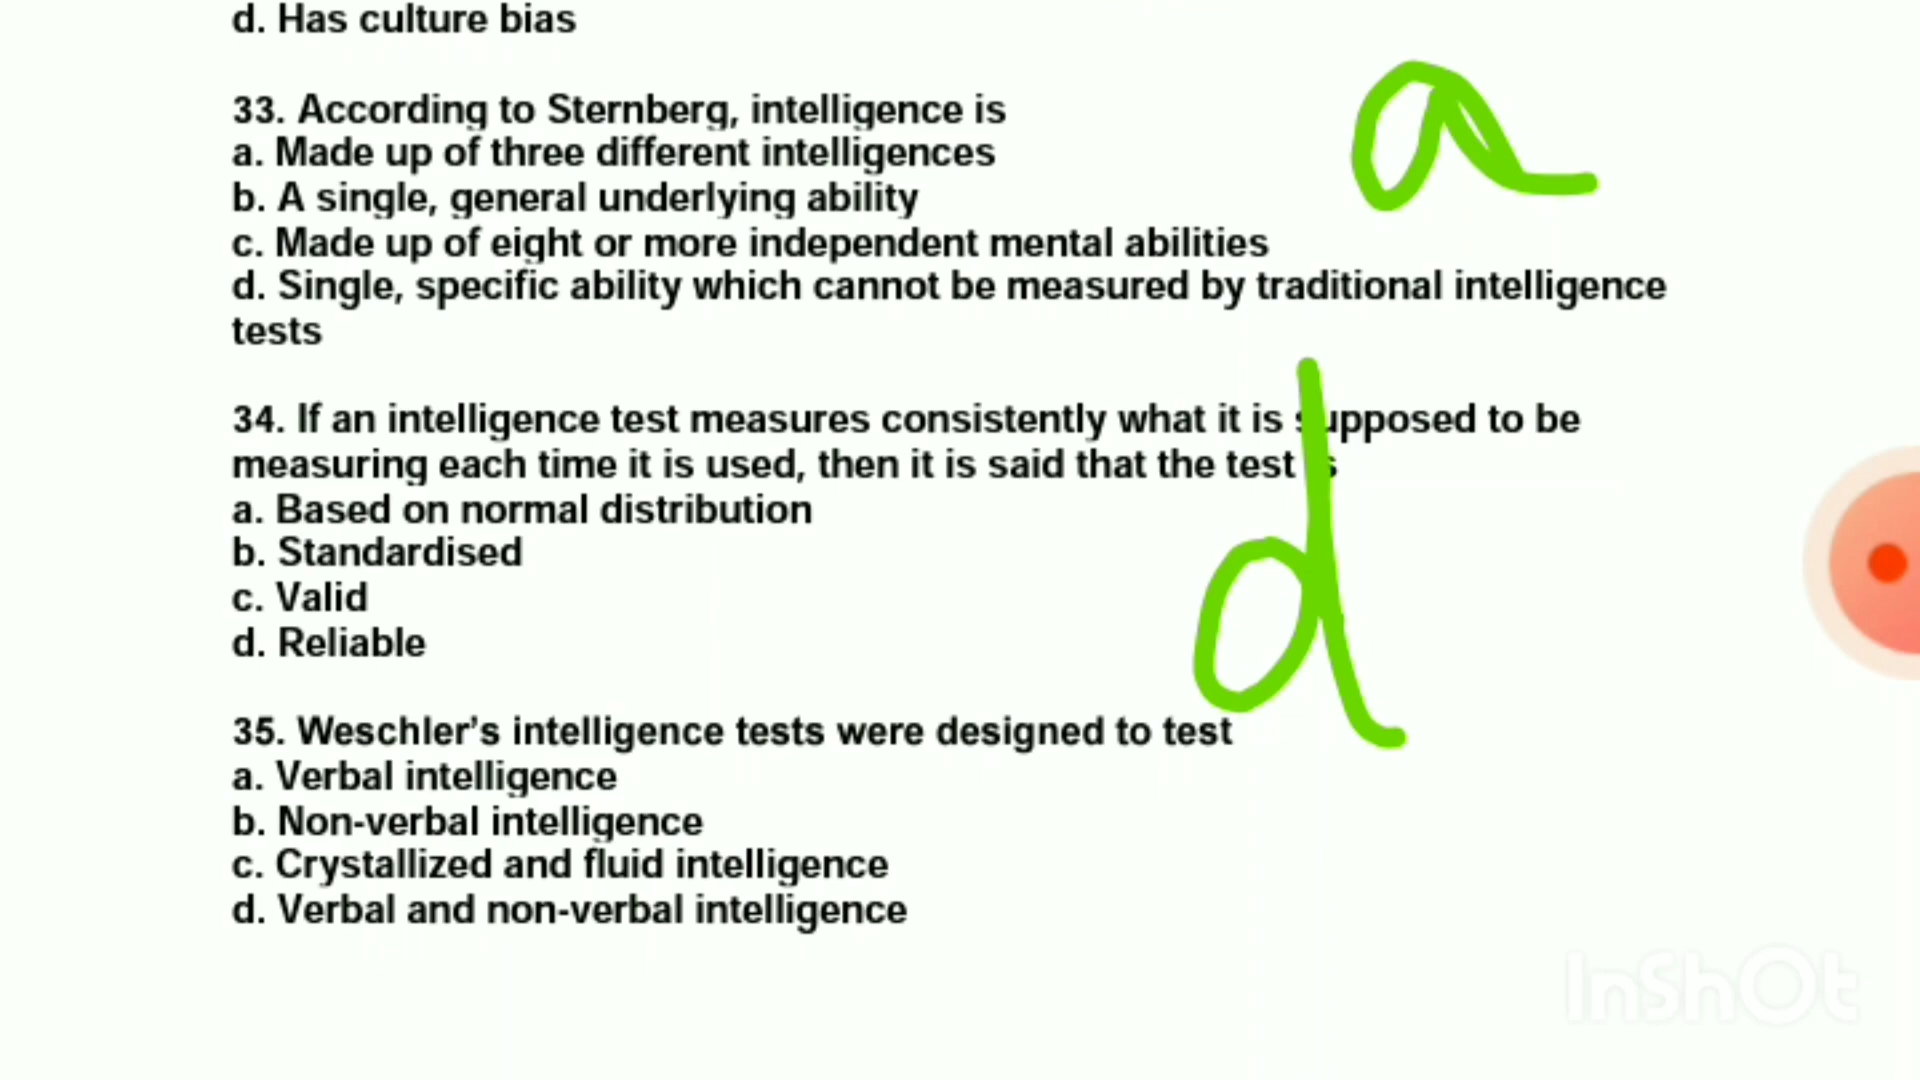 d. Has culture bias
33. According to Sternberg, intelligence is
a. Made up of three different intelligences
b. A single, general underlying ability
c. Made up of eight or more independent mental abilities
d. Single, specific ability which cannot be measured by traditional intelligence
tests
a
34. If an intelligence test measures consistently what it is supposed to be
measuring each time it is used, then it is said that the test is
a. Based on normal distribution
b. Standardised
c. Valid
d. Reliable
d
35. Weschler's intelligence tests were designed to test
a. Verbal intelligence
b. Non-verbal intelligence
c. Crystallized and fluid intelligence
d. Verbal and non-verbal intelligence
InShOt